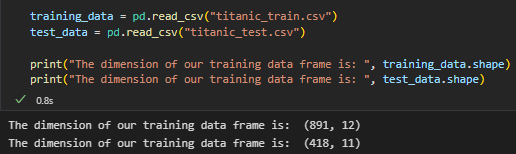 training_data = pd.read_csv("titanic_train.csv")
test_data = pd.read_csv("titanic_test.csv")
print("The dimension of our training data frame is: ", training_data.shape)
print("The dimension of our training data frame is: ", test_data.shape)
0.8s
The dimension of our training data frame is:  (891, 12)
The dimension of our training data frame is:  (418, 11)